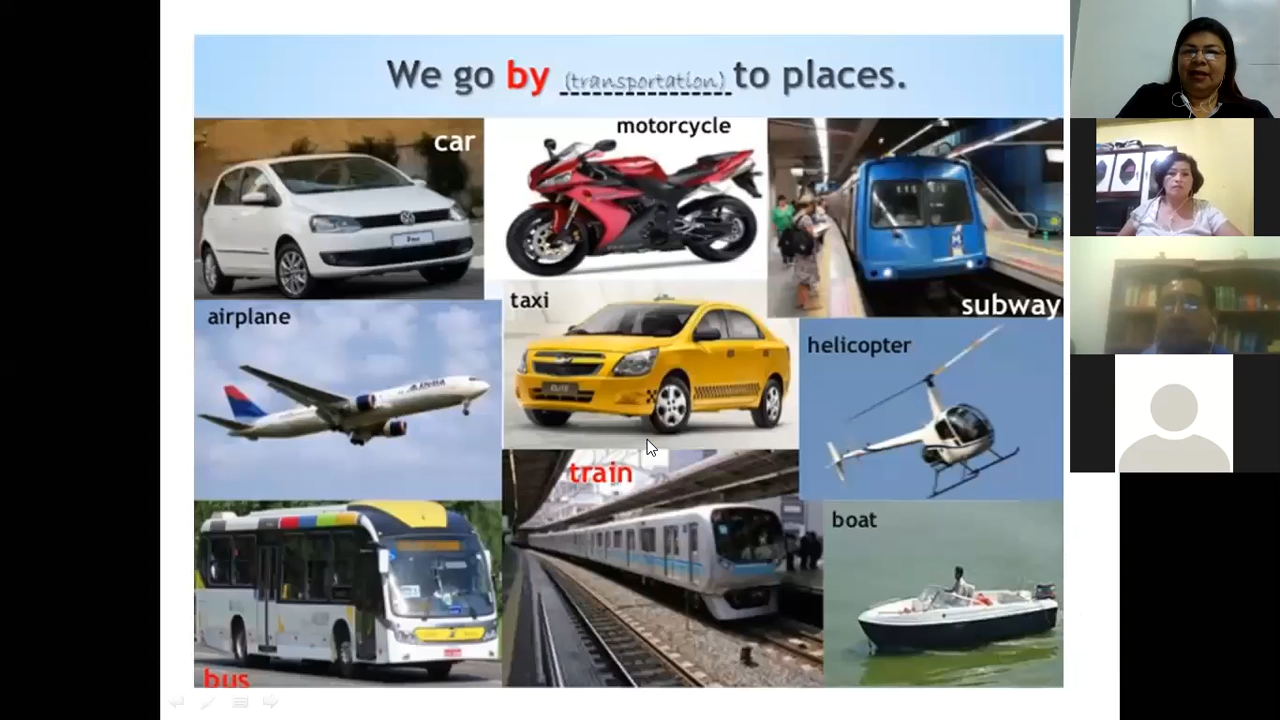 We go by (transportation) to places.
car
motorcycle
subway
airplane
taxi
helicopter
train
boat
bus